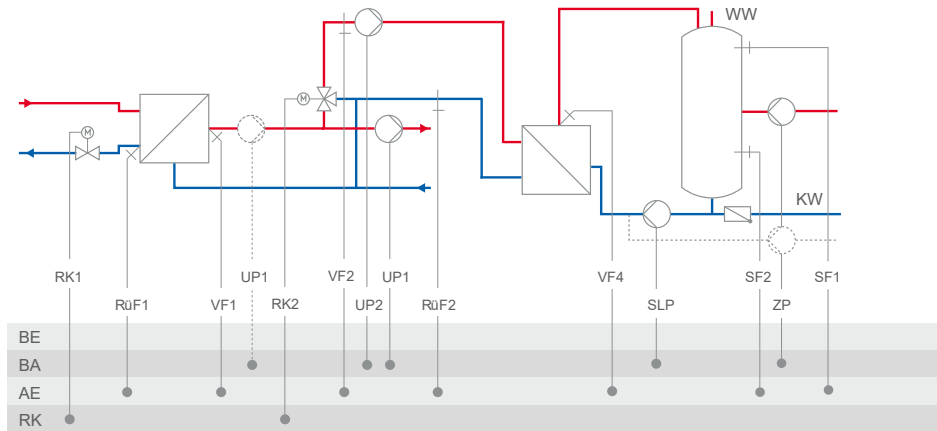 WW
M
M
KW
RK1
UP1
VF2
UP1
VF4
SF2
SF1
RüF1
VF1
RK2
UP2
RüF2
SLP
ZP
BE
BA
AE
RK